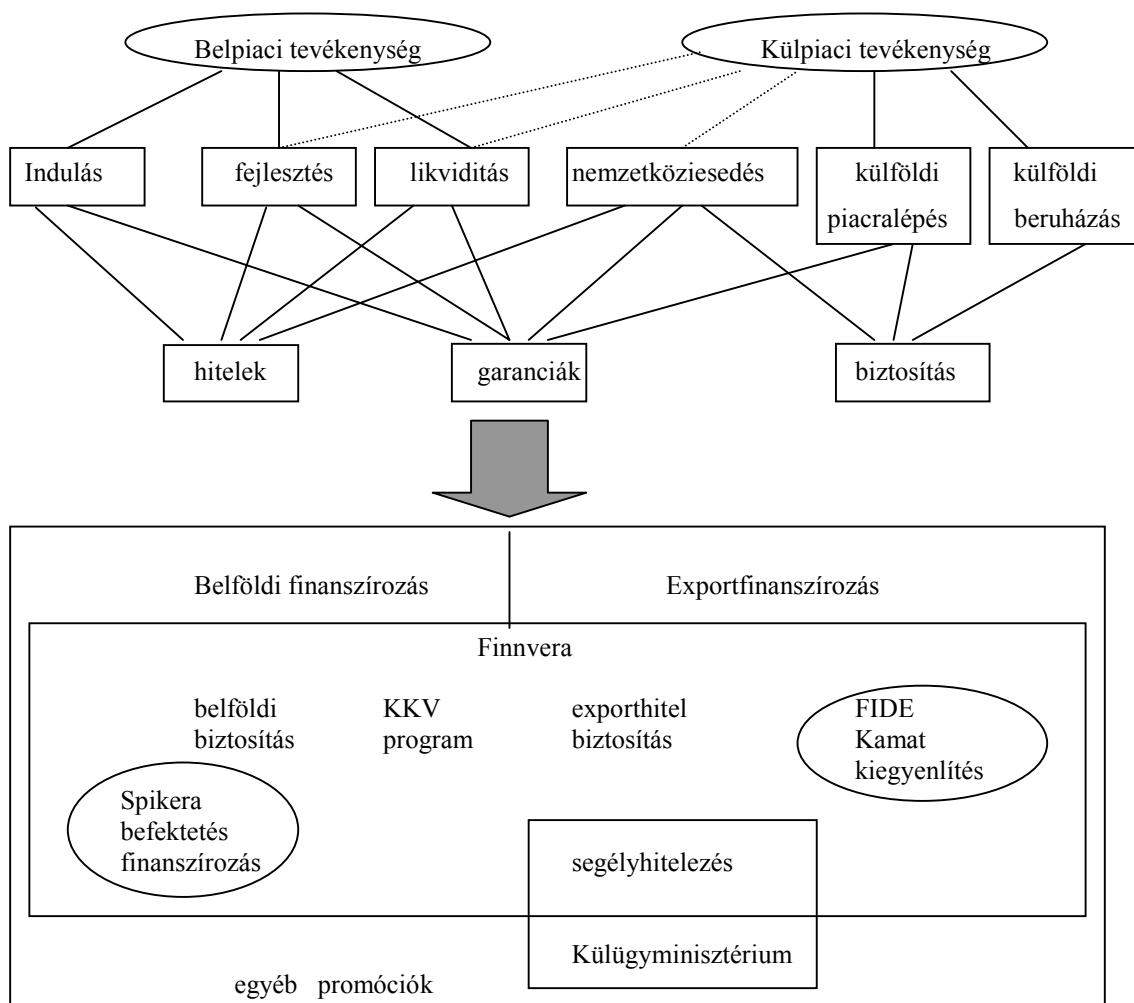 Belpiaci tevékenység
Külpiaci tevékenység
Indulás
fejlesztés
likviditás
nemzetköziesedés
külföldi
piacralépés
külföldi
beruházás
hitelek
garanciák
biztosítás
Belföldi finanszírozás
Exportfinanszírozás
Finnvera
belföldi
biztosítás
KKV
program
exporthitel
biztosítás
FIDE
Kamat
kiegyenlítés
Spikera
befektetés
finanszírozás
segélyhitelezés
Külügyminisztérium
egyéb promóciók